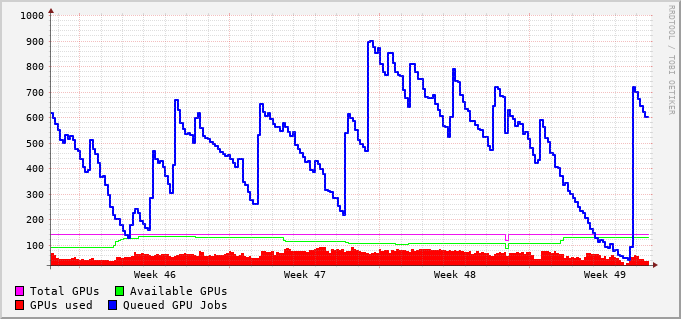 1000
900
800
700
600
500
400
300
200
100
Week 46 Week 47 Week 48 Week 49
Total GPUs Available GPUs
GPUs used Queued GPU Jobs
RRDTOOL / TOBI OETIKER